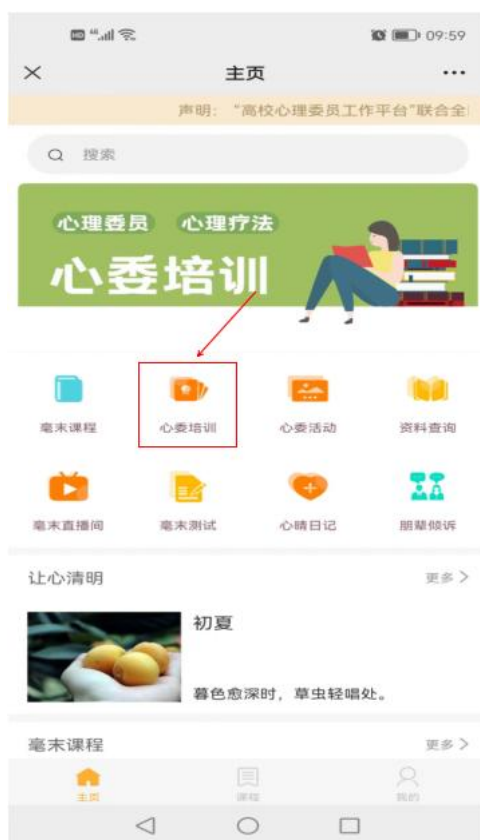 HD 46 09:59
主页
声明：“高校心理委员工作平台”联合全
搜索
心理委员 心理疗法
心委培训
毫末课程 心委培训 心委活动 资料查询
毫末直播间 毫末测试 心晴日记 朋辈倾诉
让心清明 更多
初夏
暮色愈深时，草虫轻唱处。
毫末课程 更多
主页 课程 我的